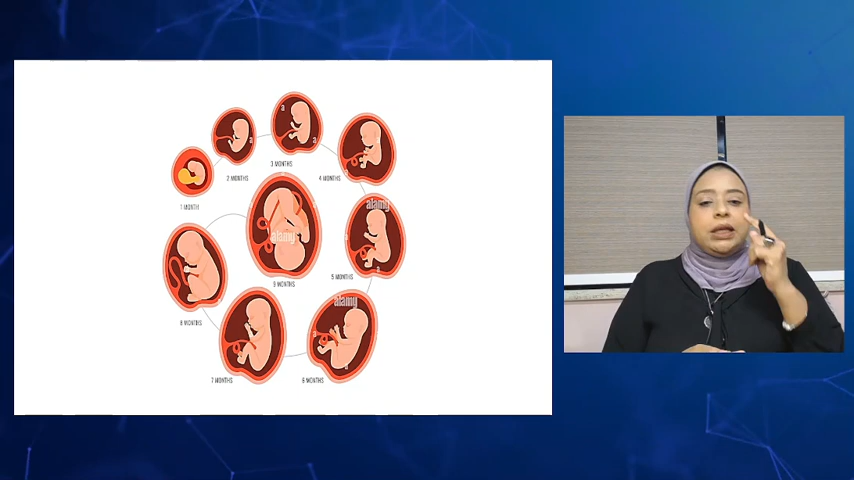 1 MONTH
2 MONTHS
3 MONTHS
4 MONTHS
5 MONTHS
6 MONTHS
7 MONTHS
8 MONTHS
9 MONTHS
alamy
alamy
alamy
a
a
a